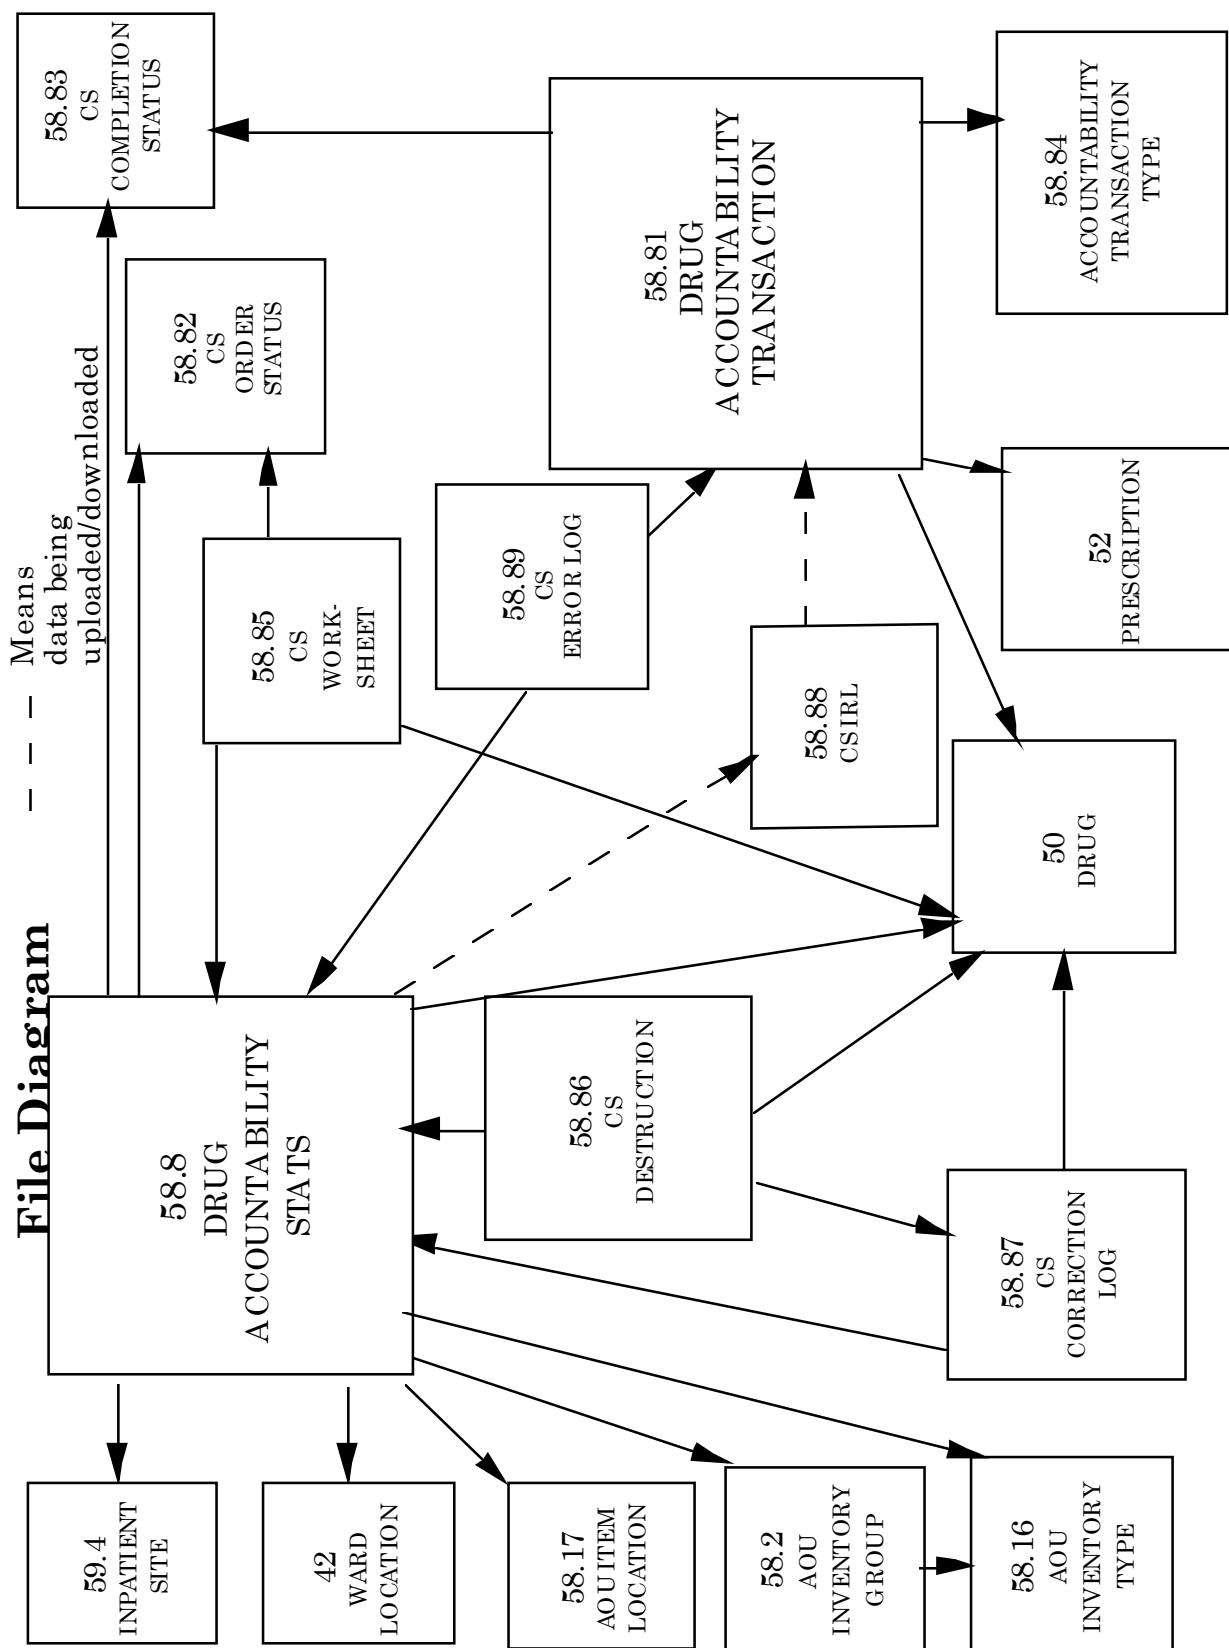 File Diagram
Means
data being
uploaded/downloaded
59.4
INPATIENT
SITE
42
WARD
LOCATION
58.17
AOU ITEM
LOCATION
58.2
AOU
INVENTORY
GROUP
58.16
AOU
INVENTORY
TYPE
58.8
DRUG
ACCOUNTABILITY
STATS
58.86
CS
DESTRUCTION
58.87
CS
CORRECTION
LOG
58.85
CS
WORK-
SHEET
58.89
CS
ERROR LOG
58.88
CSIRL
50
DRUG
58.83
CS
COMPLETION
STATUS
58.82
CS
ORDER
STATUS
58.81
DRUG
ACCOUNTABILITY
TRANSACTION
52
PRESCRIPTION
58.84
ACCOUNTABILITY
TRANSACTION
TYPE